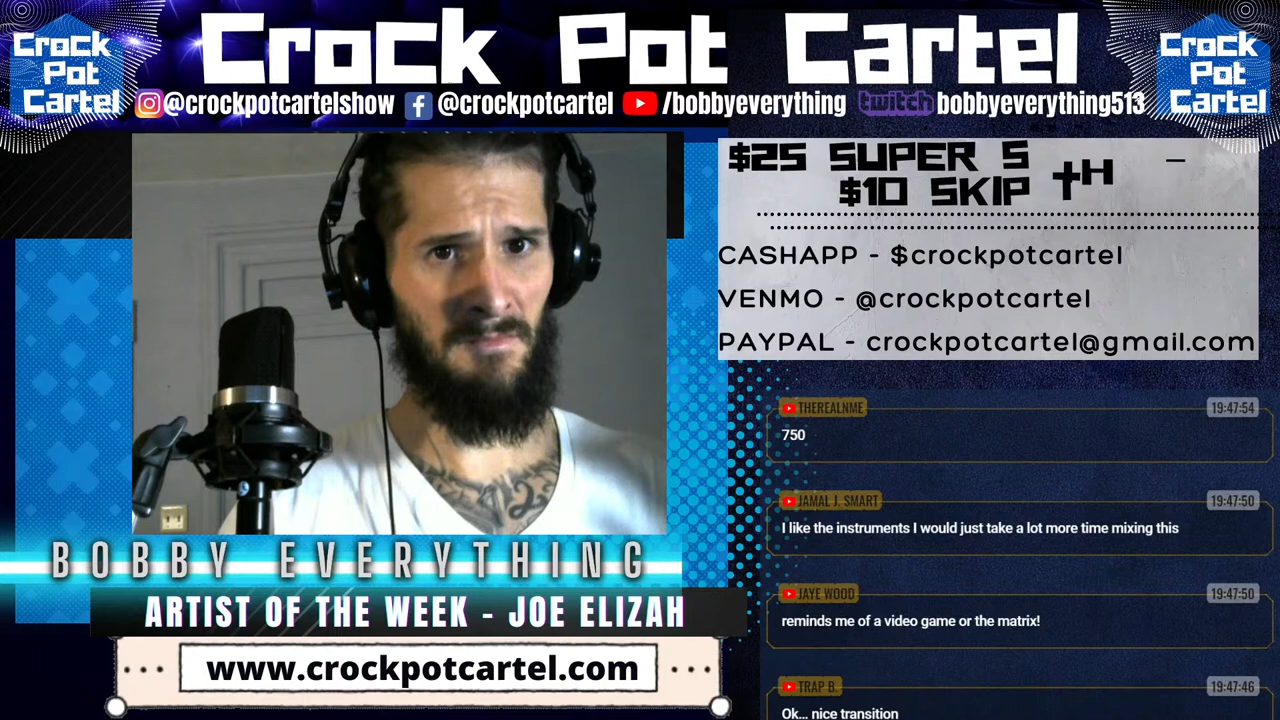 Crock Pot Cartel
Crock
Pot
Cartel
Crock
Pot
Cartel
@crockpotcartelshow @crockpotcartel /bobbyeverything twitch bobbyeverything513
$25 SUPER S
$10 SKIP
CASHAPP - $crockpotcartel
VENMO - @crockpotcartel
PAYPAL - crockpotcartel@gmail.com
THEREALNME 19:47:54
750
JAMAL J. SMART 19:47:50
I like the instruments I would just take a lot more time mixing this
JAYE WOOD 19:47:50
reminds me of a video game or the matrix!
TRAP B. 19:47:46
Ok... nice transition
BOBBY EVERYTHING
ARTIST OF THE WEEK - JOE ELIZAH
www.crockpotcartel.com